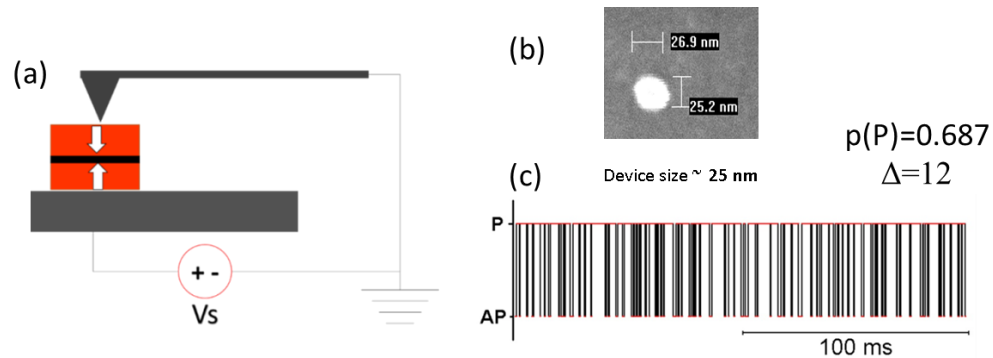 (a)
+ -
Vs
(b)
26.9 nm
25.2 nm
Device size ~ 25 nm
p(P)=0.687
Δ=12
(c)
P
AP
100 ms